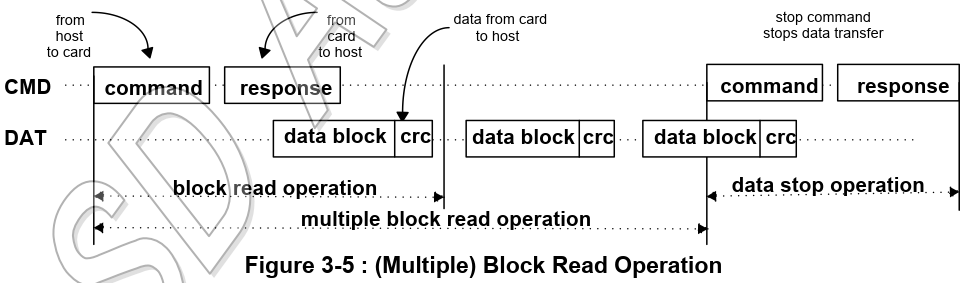 from
host
to card
from
card
to host
data from card
to host
stop command
stops data transfer
CMD
command
response
command
response
DAT
data block
crc
data block
crc
data block
crc
block read operation
data stop operation
multiple block read operation
Figure 3-5 : (Multiple) Block Read Operation
SD A